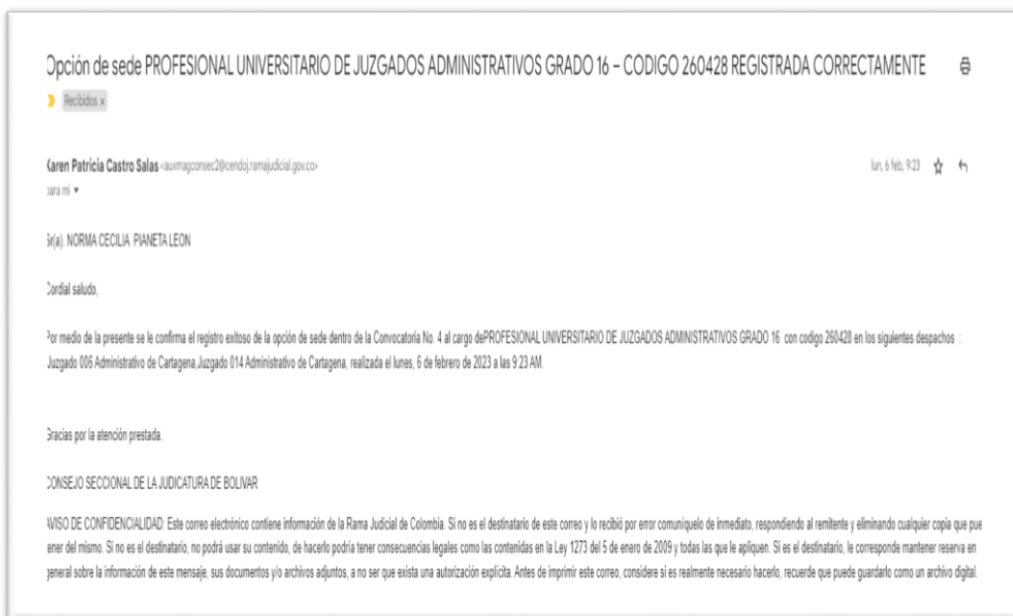 Opción de sede PROFESIONAL UNIVERSITARIO DE JUZGADOS ADMINISTRATIVOS GRADO 16 – CODIGO 260428 REGISTRADA CORRECTAMENTE
Recibidos x
Karen Patricia Castro Salas <auxmagconsec2@cendoj.ramajudicial.gov.co>
lun, 6 feb, 9:23
para mí
Sr(a). NORMA CECILIA PIANETA LEON
Cordial saludo,
Por medio de la presente se le confirma el registro exitoso de la opción de sede dentro de la Convocatoria No. 4 al cargo dePROFESIONAL UNIVERSITARIO DE JUZGADOS ADMINISTRATIVOS GRADO 16 con codigo 260428 en los siguientes despachos :
Juzgado 006 Administrativo de Cartagena,Juzgado 014 Administrativo de Cartagena, realizada el lunes, 6 de febrero de 2023 a las 9:23 AM.
Gracias por la atención prestada.
CONSEJO SECCIONAL DE LA JUDICATURA DE BOLIVAR
AVISO DE CONFIDENCIALIDAD: Este correo electrónico contiene información de la Rama Judicial de Colombia. Si no es el destinatario de este correo y lo recibió por error comuníquelo de inmediato, respondiendo al remitente y eliminando cualquier copia que pue
ener del mismo. Si no es el destinatario, no podrá usar su contenido, de hacerlo podría tener consecuencias legales como las contenidas en la Ley 1273 del 5 de enero de 2009 y todas las que le apliquen. Si es el destinatario, le corresponde mantener reserva en
general sobre la información de este mensaje, sus documentos y/o archivos adjuntos, a no ser que exista una autorización explícita. Antes de imprimir este correo, considere si es realmente necesario hacerlo, recuerde que puede guardarlo como un archivo digital.